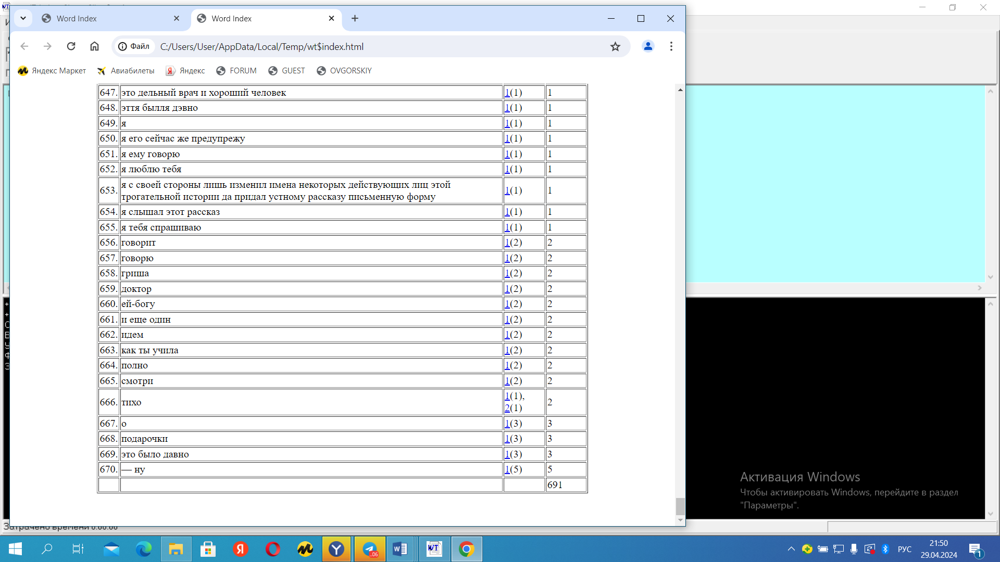 Word Index
Word Index
Файл C:/Users/User/AppData/Local/Temp/wt$index.html
Яндекс Маркет Авиабилеты Яндекс FORUM GUEST OVGORSKIY
647. это дельный врач и хороший человек 1(1) 1
648. эття былля дэвно 1(1) 1
649. я 1(1) 1
650. я его сейчас же предупрежу 1(1) 1
651. я ему говорю 1(1) 1
652. я люблю тебя 1(1) 1
653. я с своей стороны лишь изменил имена некоторых действующих лиц этой
трогательной истории да придал устному рассказу письменную форму 1(1) 1
654. я слышал этот рассказ 1(1) 1
655. я тебя спрашиваю 1(1) 1
656. говорит 1(2) 2
657. говорю 1(2) 2
658. гриша 1(2) 2
659. доктор 1(2) 2
660. ей-богу 1(2) 2
661. и еще один 1(2) 2
662. идем 1(2) 2
663. как ты учила 1(2) 2
664. полно 1(2) 2
665. смотри 1(2) 2
666. тихо 1(1), 2(1) 2
667. о 1(3) 3
668. подарочки 1(3) 3
669. это было давно 1(3) 3
670. — ну 1(5) 5
691
Активация Windows
Чтобы активировать Windows, перейдите в раздел
"Параметры".
Затрачено времени 0:00:00
РУС
21:50
29.04.2024
1